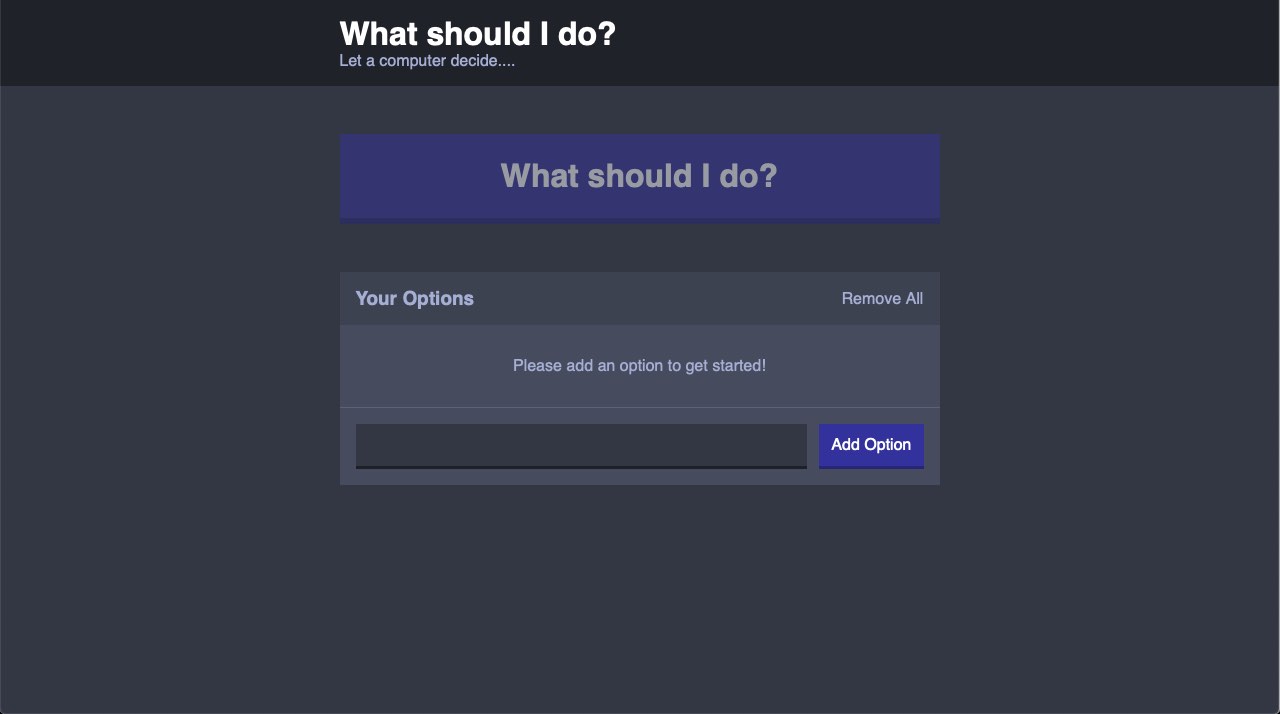 What should I do?
Let a computer decide....
What should I do?
Your Options
Remove All
Please add an option to get started!
Add Option